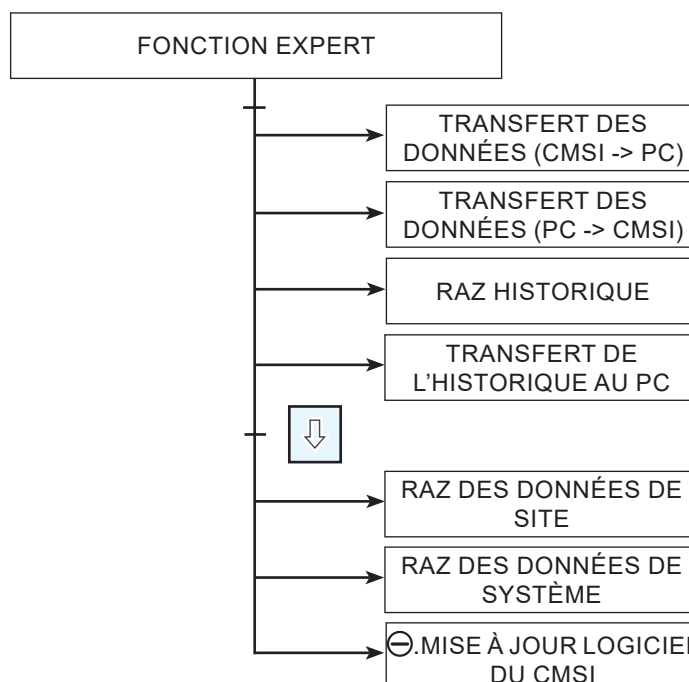 FONCTION EXPERT
TRANSFERT DES
DONNÉES (CMSI -> PC)
TRANSFERT DES
DONNÉES (PC -> CMSI)
RAZ HISTORIQUE
TRANSFERT DE
L'HISTORIQUE AU PC
RAZ DES DONNÉES DE
SITE
RAZ DES DONNÉES DE
SYSTÈME
⊖.MISE À JOUR LOGICIEL
DU CMSI